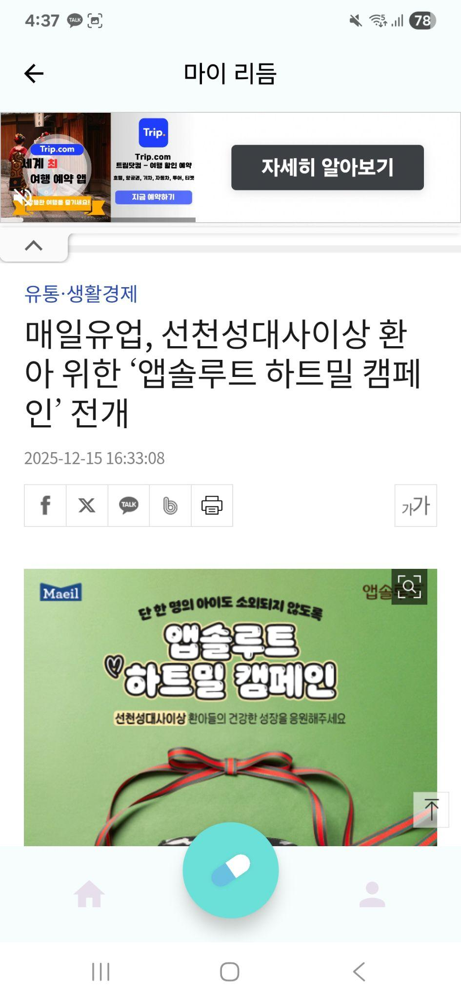 4:37
TALK
5
78
마이 리듬
Trip.com
세계 최
여행 예약 앱
한 여행을 즐기세요!
Trip.
Trip.com
트립닷컴 - 여행 할인 예약
호텔, 항공권, 기차, 자동차, 투어, 티켓
지금 예약하기
자세히 알아보기
유통·생활경제
매일유업, 선천성대사이상 환
아 위한 ‘앱솔루트 하트밀 캠페
인’ 전개
2025-12-15 16:33:08
TALK
가가
Maeil
단 한 명의 아이도 소외되지 않도록
앱솔루트
하트밀 캠페인
선천성대사이상 환아들의 건강한 성장을 응원해주세요